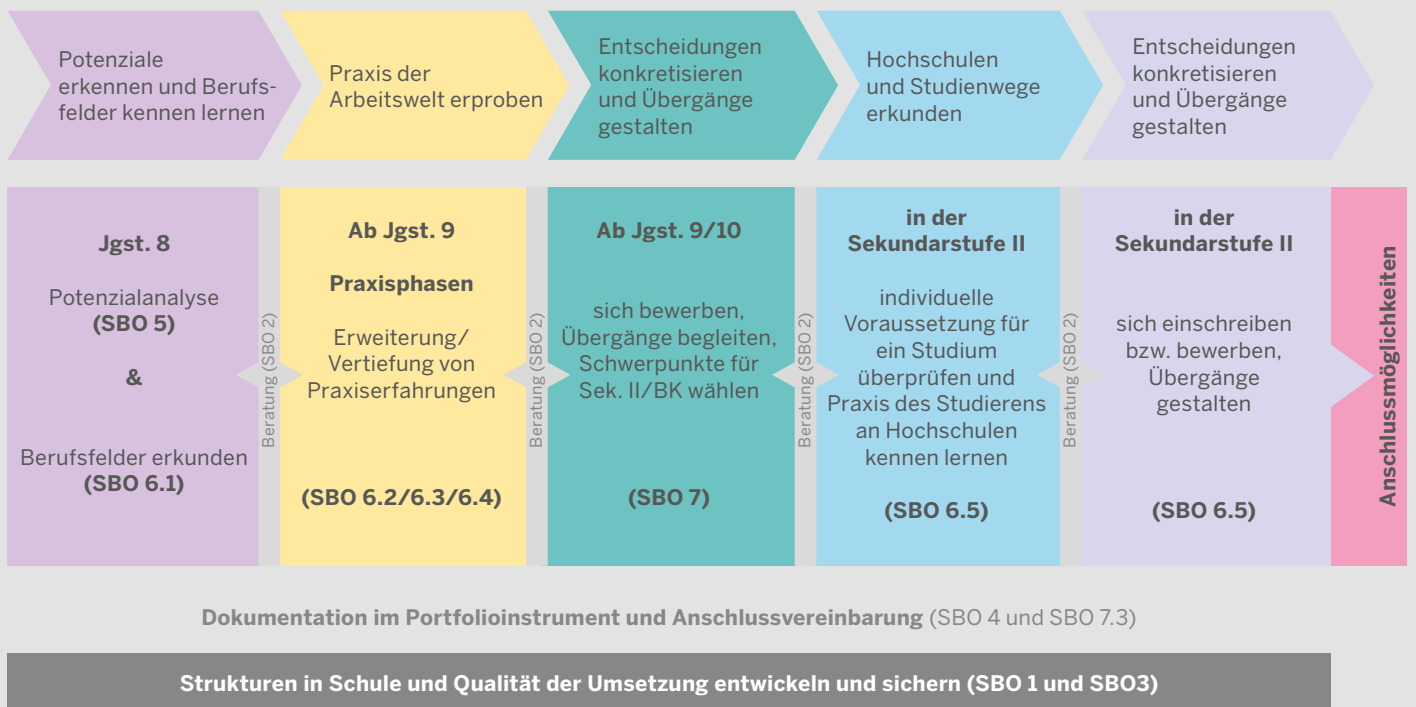 Potenziale
erkennen und Berufs-
felder kennen lernen
Praxis der
Arbeitswelt erproben
Entscheidungen
konkretisieren
und Übergänge
gestalten
Hochschulen
und Studienwege
erkunden
Entscheidungen
konkretisieren
und Übergänge
gestalten
Jgst. 8
Potenzialanalyse
(SBO 5)
&
Berufsfelder erkunden
(SBO 6.1)
Beratung (SBO 2)
Ab Jgst. 9
Praxisphasen
Erweiterung/
Vertiefung von
Praxiserfahrungen
(SBO 6.2/6.3/6.4)
Beratung (SBO 2)
Ab Jgst. 9/10
sich bewerben,
Übergänge begleiten,
Schwerpunkte für
Sek. II/BK wählen
(SBO 7)
Beratung (SBO 2)
in der
Sekundarstufe II
individuelle
Voraussetzung für
ein Studium
überprüfen und
Praxis des Studierens
an Hochschulen
kennen lernen
(SBO 6.5)
Beratung (SBO 2)
in der
Sekundarstufe II
sich einschreiben
bzw. bewerben,
Übergänge
gestalten
(SBO 6.5)
Anschlussmöglichkeiten
Dokumentation im Portfolioinstrument und Anschlussvereinbarung (SBO 4 und SBO 7.3)
Strukturen in Schule und Qualität der Umsetzung entwickeln und sichern (SBO 1 und SBO3)